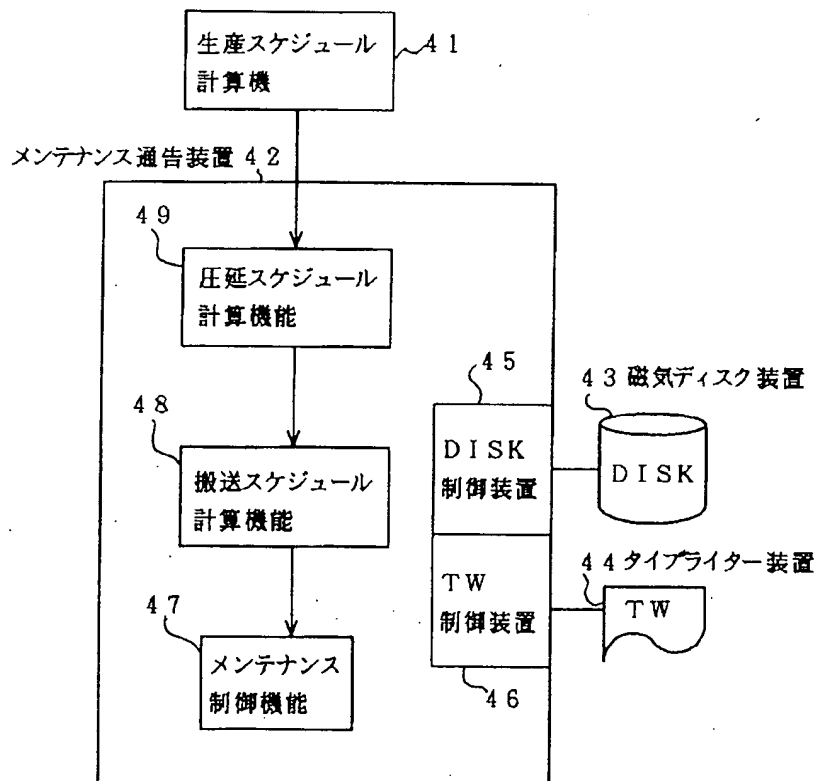 生産スケジュール
計算機
41
メンテナンス通告装置 42
49
圧延スケジュール
計算機能
48
搬送スケジュール
計算機能
47
メンテナンス
制御機能
45
DISK
制御装置
43 磁気ディスク装置
DISK
TW
制御装置
46
44 タイプライター装置
TW